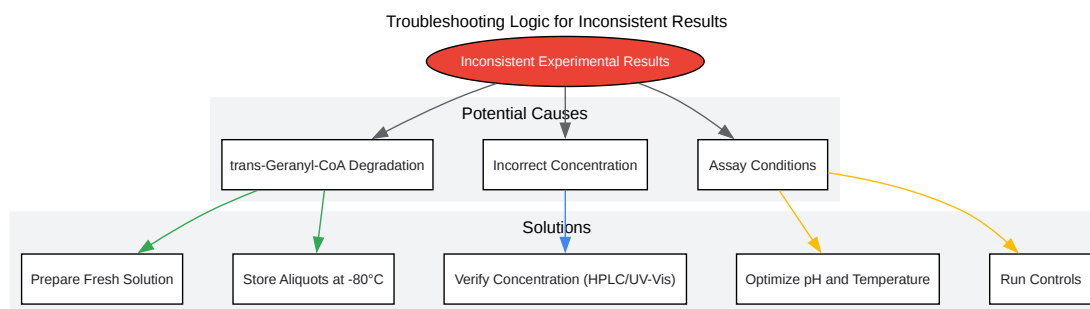 Troubleshooting Logic for Inconsistent Results
Inconsistent Experimental Results
Potential Causes
trans-Geranyl-CoA Degradation
Incorrect Concentration
Assay Conditions
Solutions
Prepare Fresh Solution
Store Aliquots at -80°C
Verify Concentration (HPLC/UV-Vis)
Optimize pH and Temperature
Run Controls